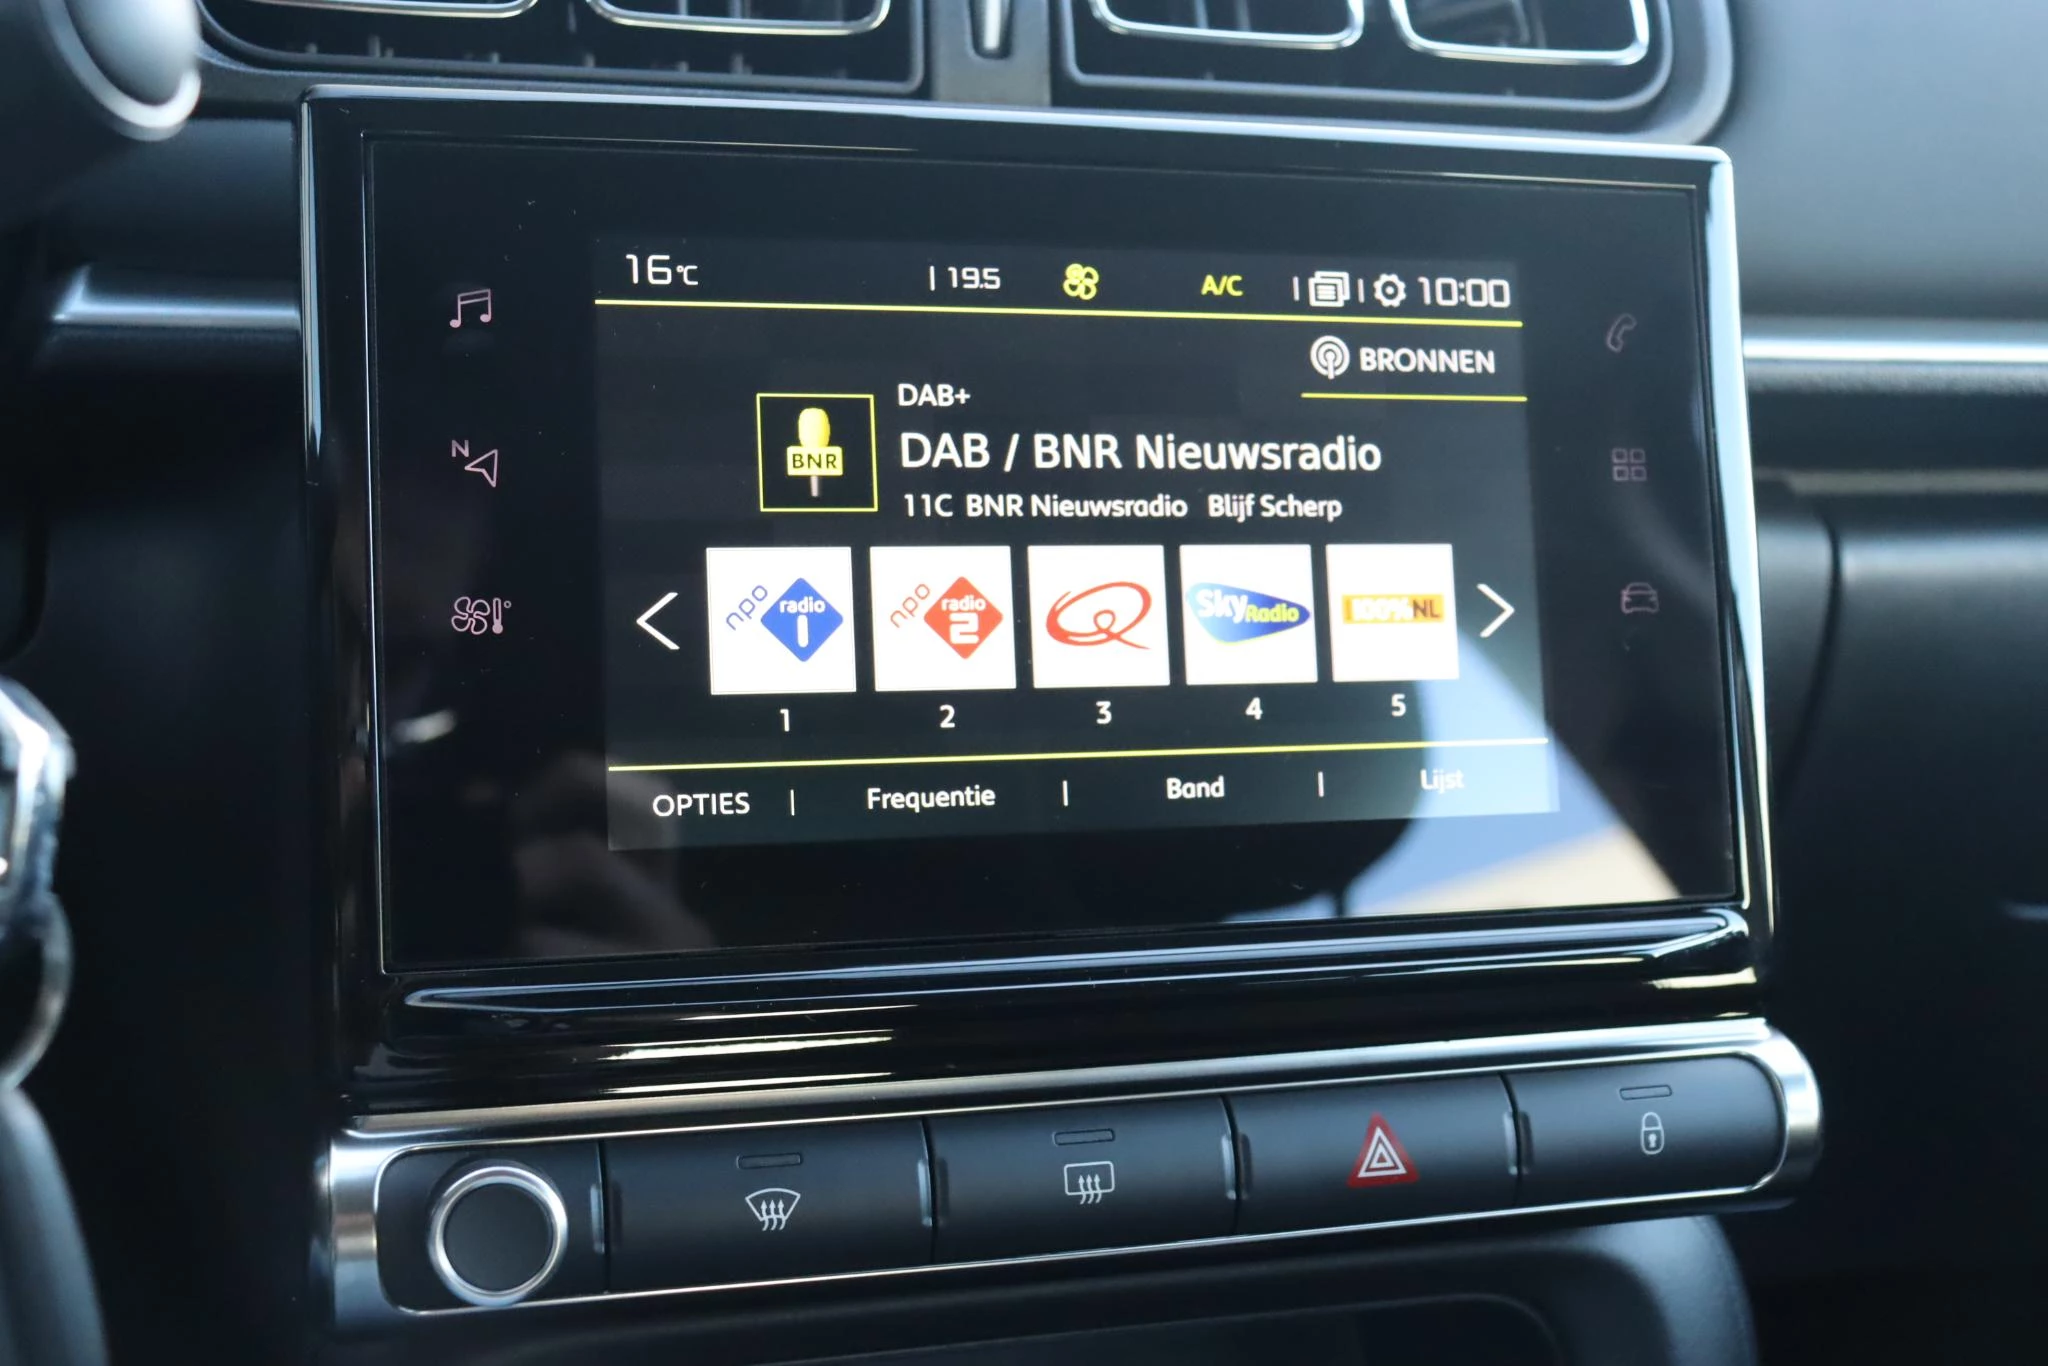 16°C | 19.5 A/C | | 10:00
BRONNEN
DAB+
DAB / BNR Nieuwsradio
BNR
11C BNR Nieuwsradio Blijf Scherp
N
npo radio 1
npo radio 2
Q
Sky Radio
100%NL
1 2 3 4 5
OPTIES | Frequentie | Band | Lijst